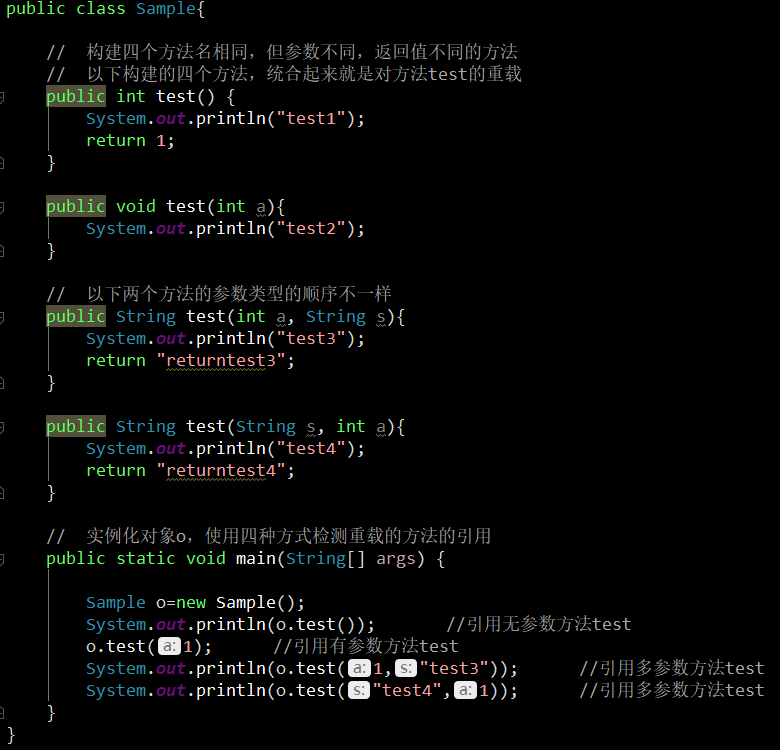 public class Sample{
// 构建四个方法名相同，但参数不同，返回值不同的方法
// 以下构建的四个方法，统合起来就是对方法test的重载
public int test() {
System.out.println("test1");
return 1;
}
public void test(int a){
System.out.println("test2");
}
// 以下两个方法的参数类型的顺序不一样
public String test(int a, String s){
System.out.println("test3");
return "returntest3";
}
public String test(String s, int a){
System.out.println("test4");
return "returntest4";
}
// 实例化对象o，使用四种方式检测重载的方法的引用
public static void main(String[] args) {
Sample o=new Sample();
System.out.println(o.test()); //引用无参数方法test
o.test( a: 1); //引用有参数方法test
System.out.println(o.test( a: 1, s: "test3")); //引用多参数方法test
System.out.println(o.test( s: "test4", a: 1)); //引用多参数方法test
}
}